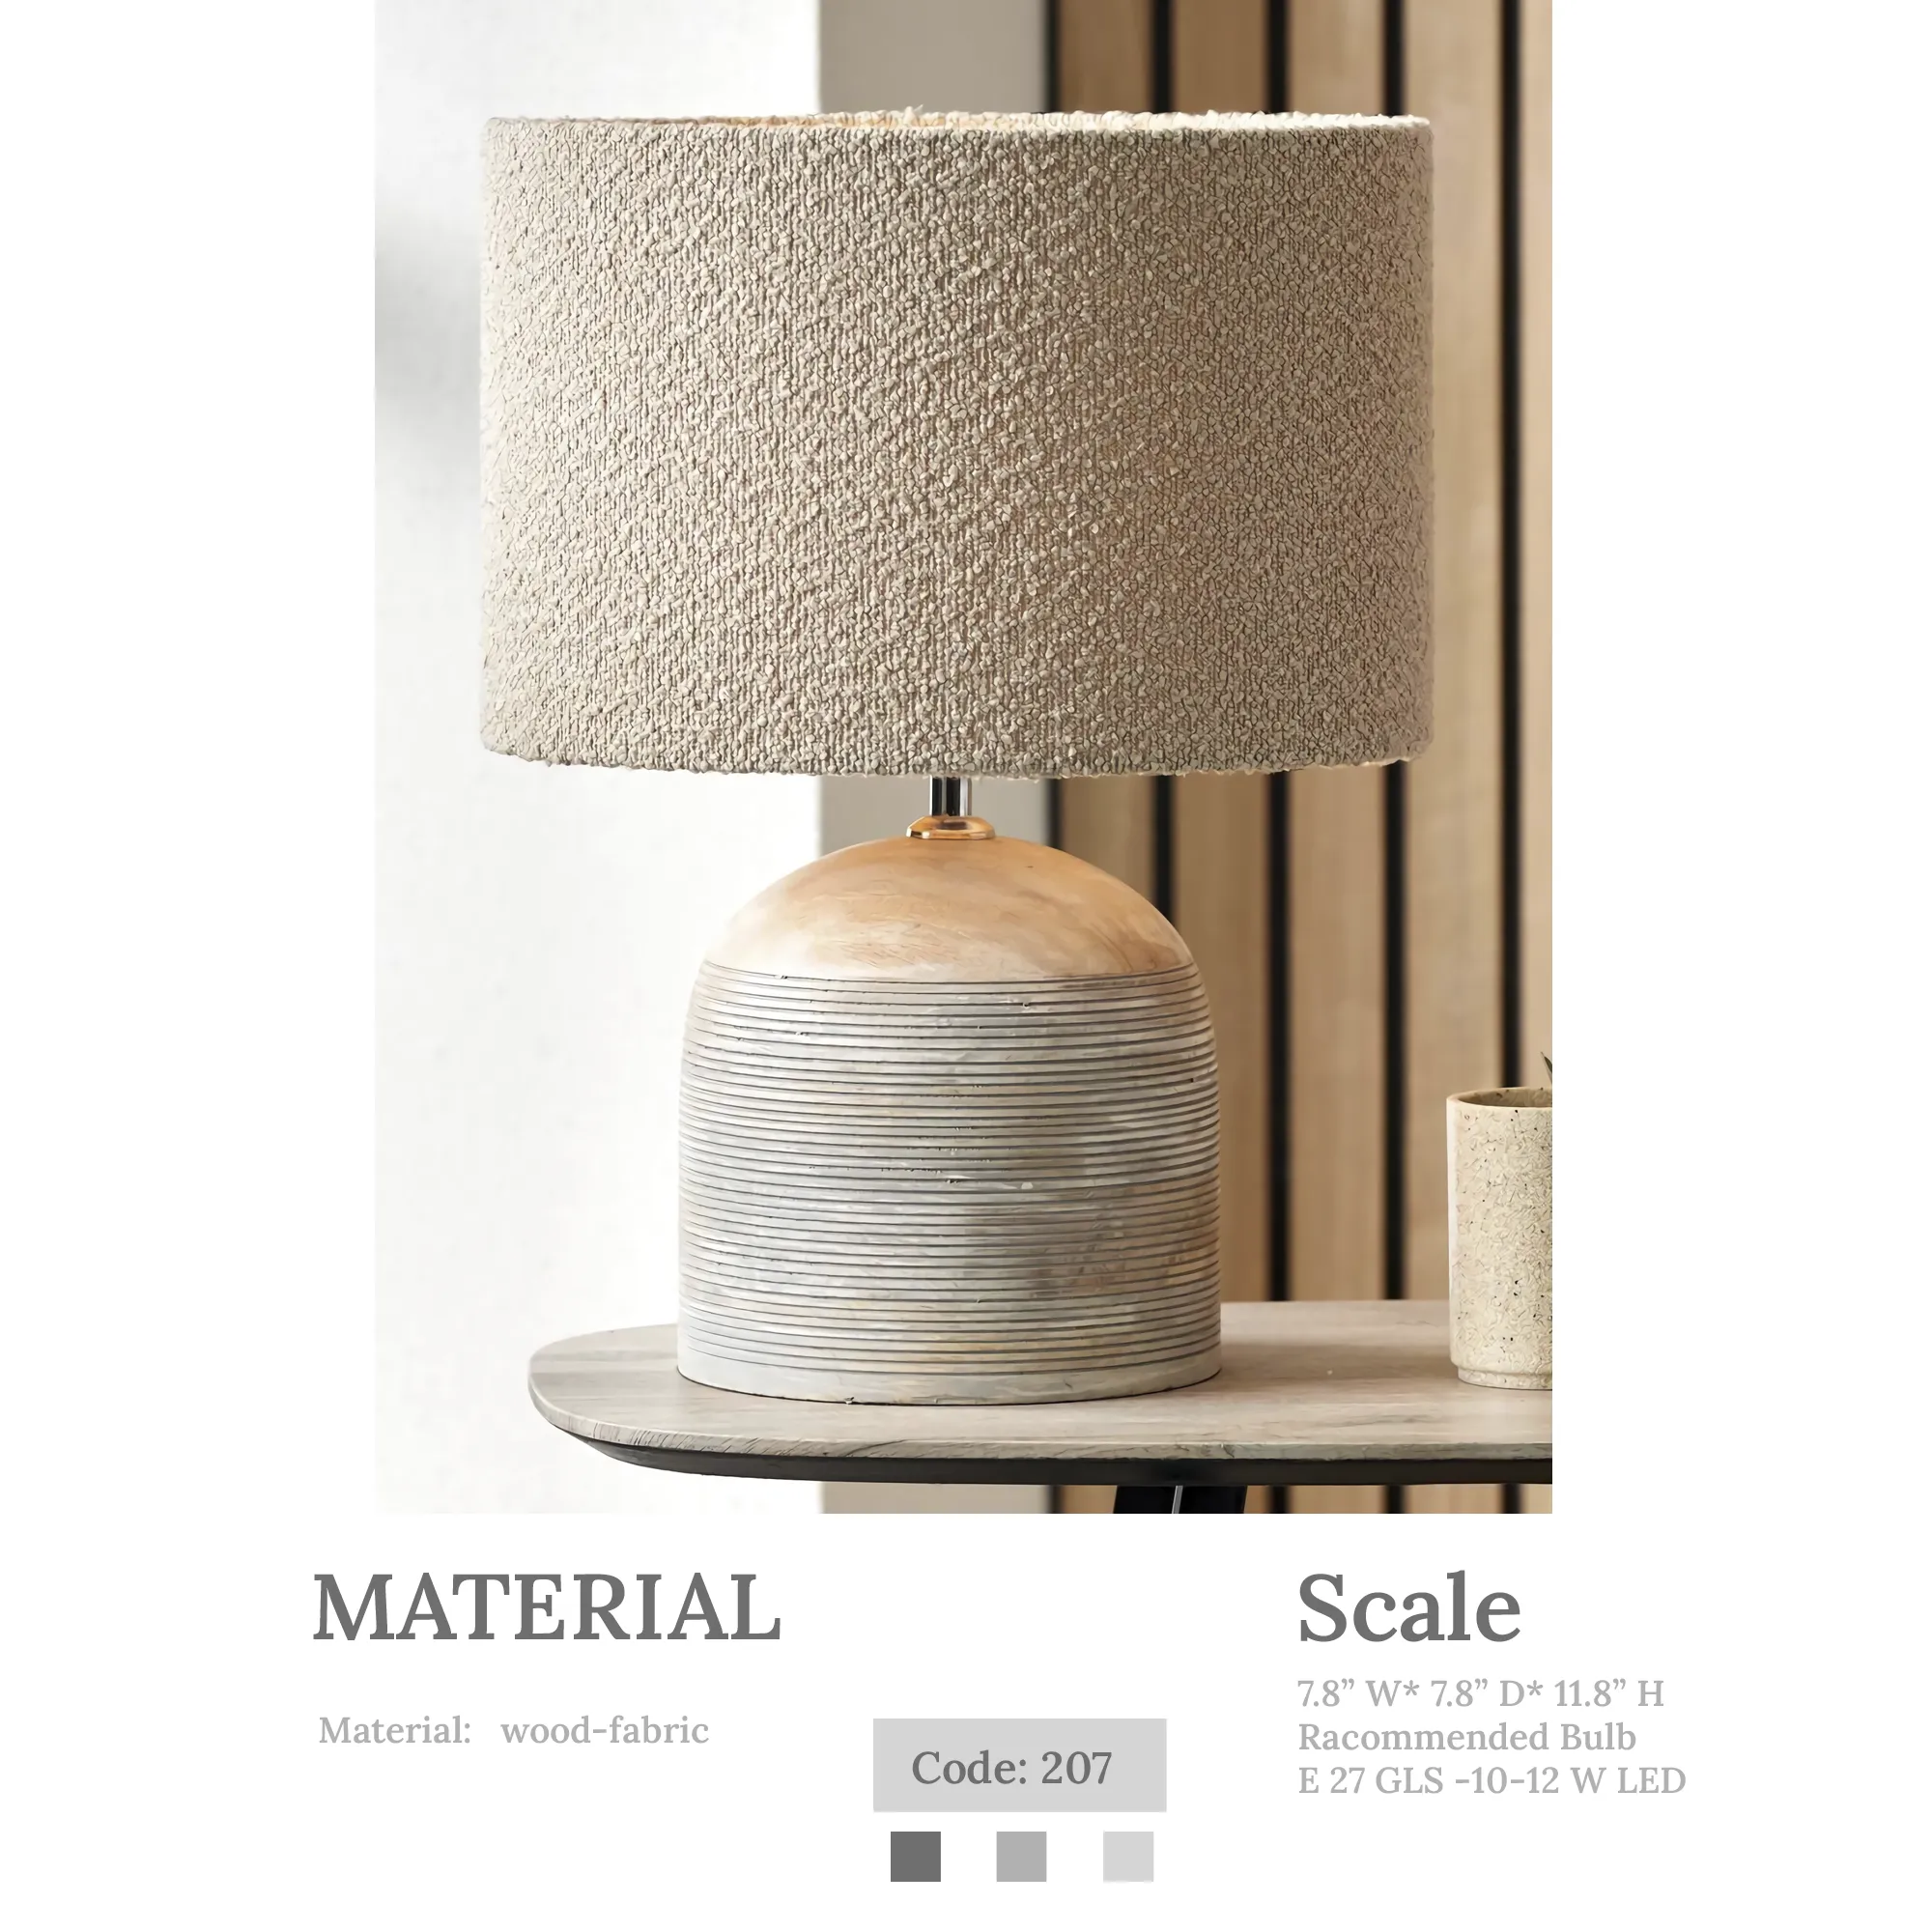 MATERIAL
Material: wood-fabric
Code: 207
Scale
7.8” W* 7.8” D* 11.8” H
Racommended Bulb
E 27 GLS -10-12 W LED